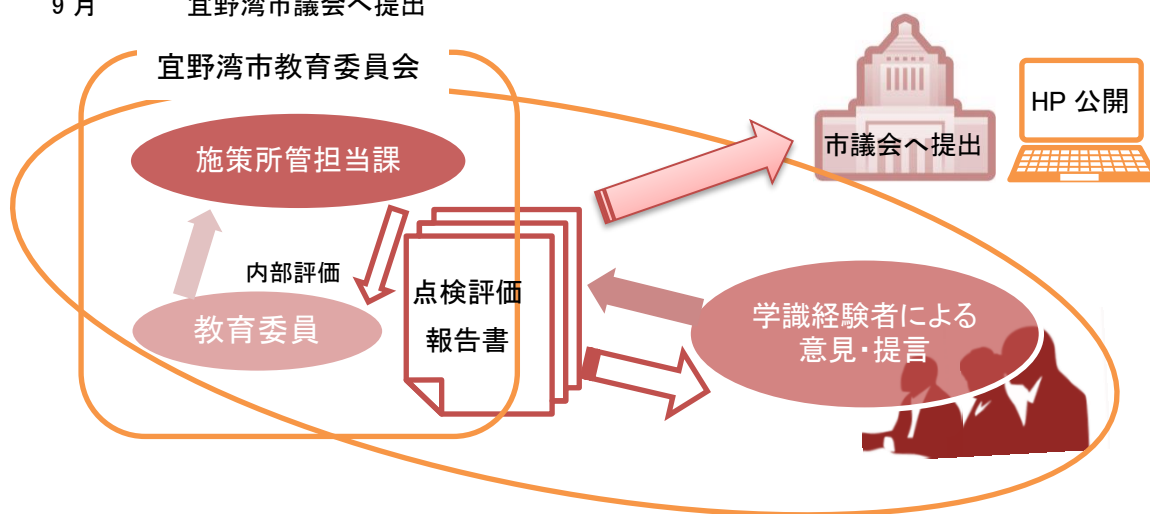 9 月 宜野湾市議会へ提出
宜野湾市教育委員会
施策所管担当課
内部評価
教育委員
点検評価
報告書
市議会へ提出
HP 公開
学識経験者による
意見・提言